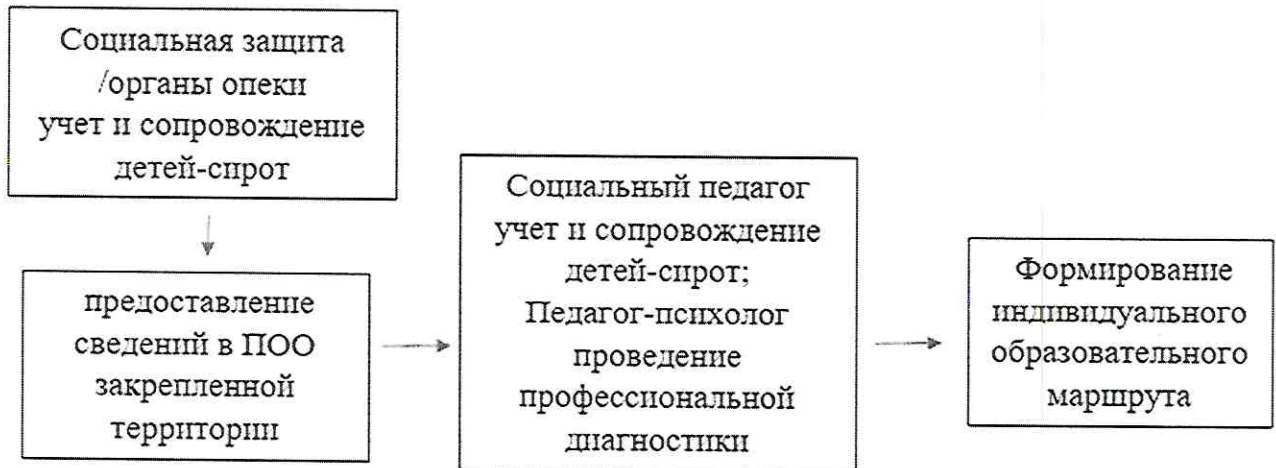 Социальная защита
/органы опеки
учет и сопровождение
детей-сирот
предоставление
сведений в ПОО
закрепленной
территории
Социальный педагог
учет и сопровождение
детей-сирот;
Педагог-психолог
проведение
профессиональной
диагностики
Формирование
индивидуального
образовательного
маршрута